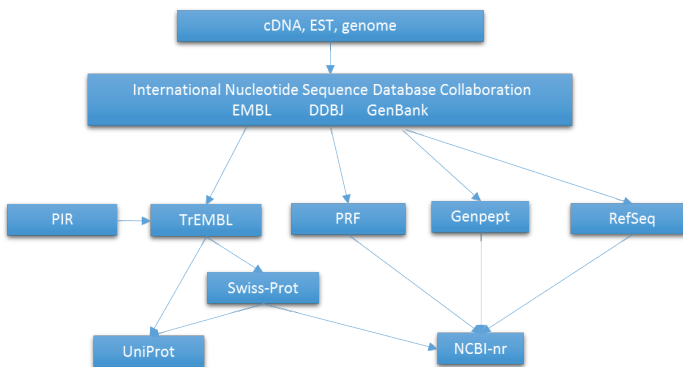 cDNA, EST, genome
International Nucleotide Sequence Database Collaboration
EMBL DDBJ GenBank
PIR
TrEMBL
PRF
Genpept
RefSeq
Swiss-Prot
UniProt
NCBI-nr